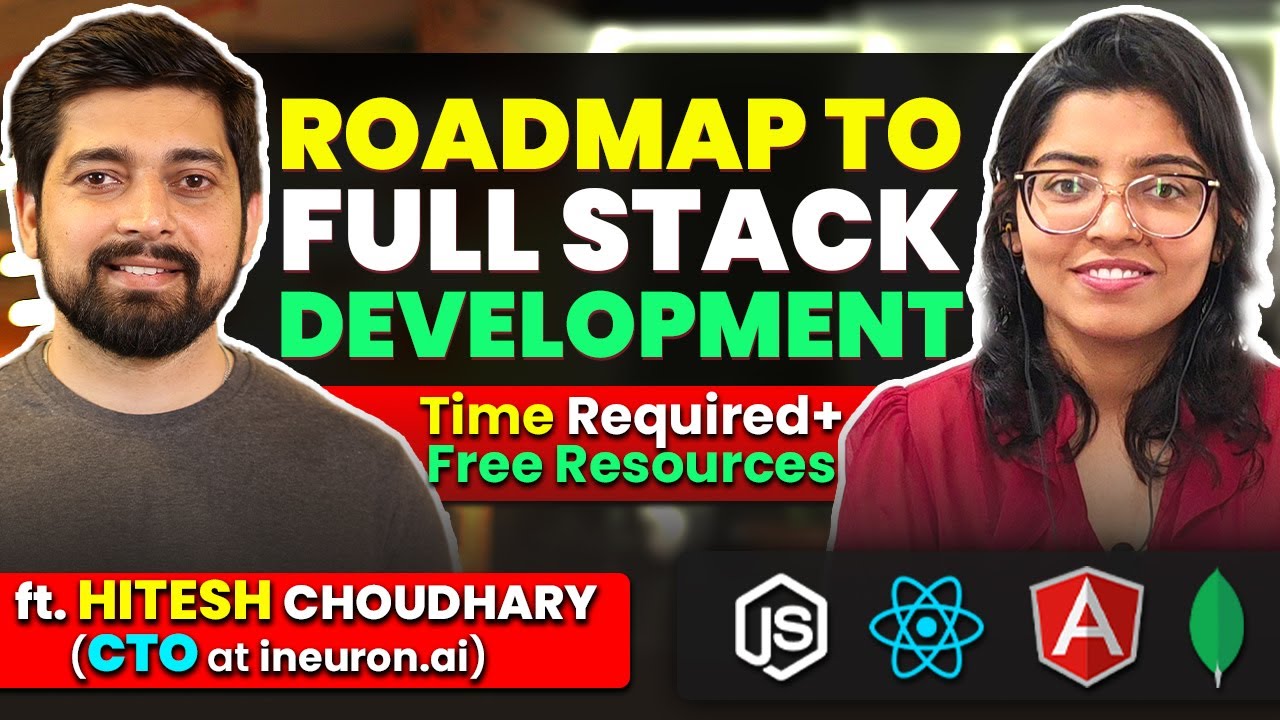 ROADMAP TO
FULL STACK
DEVELOPMENT
Time Required+
Free Resources
ft. HITESH CHOUDHARY
(CTO at ineuron.ai)
JS
A